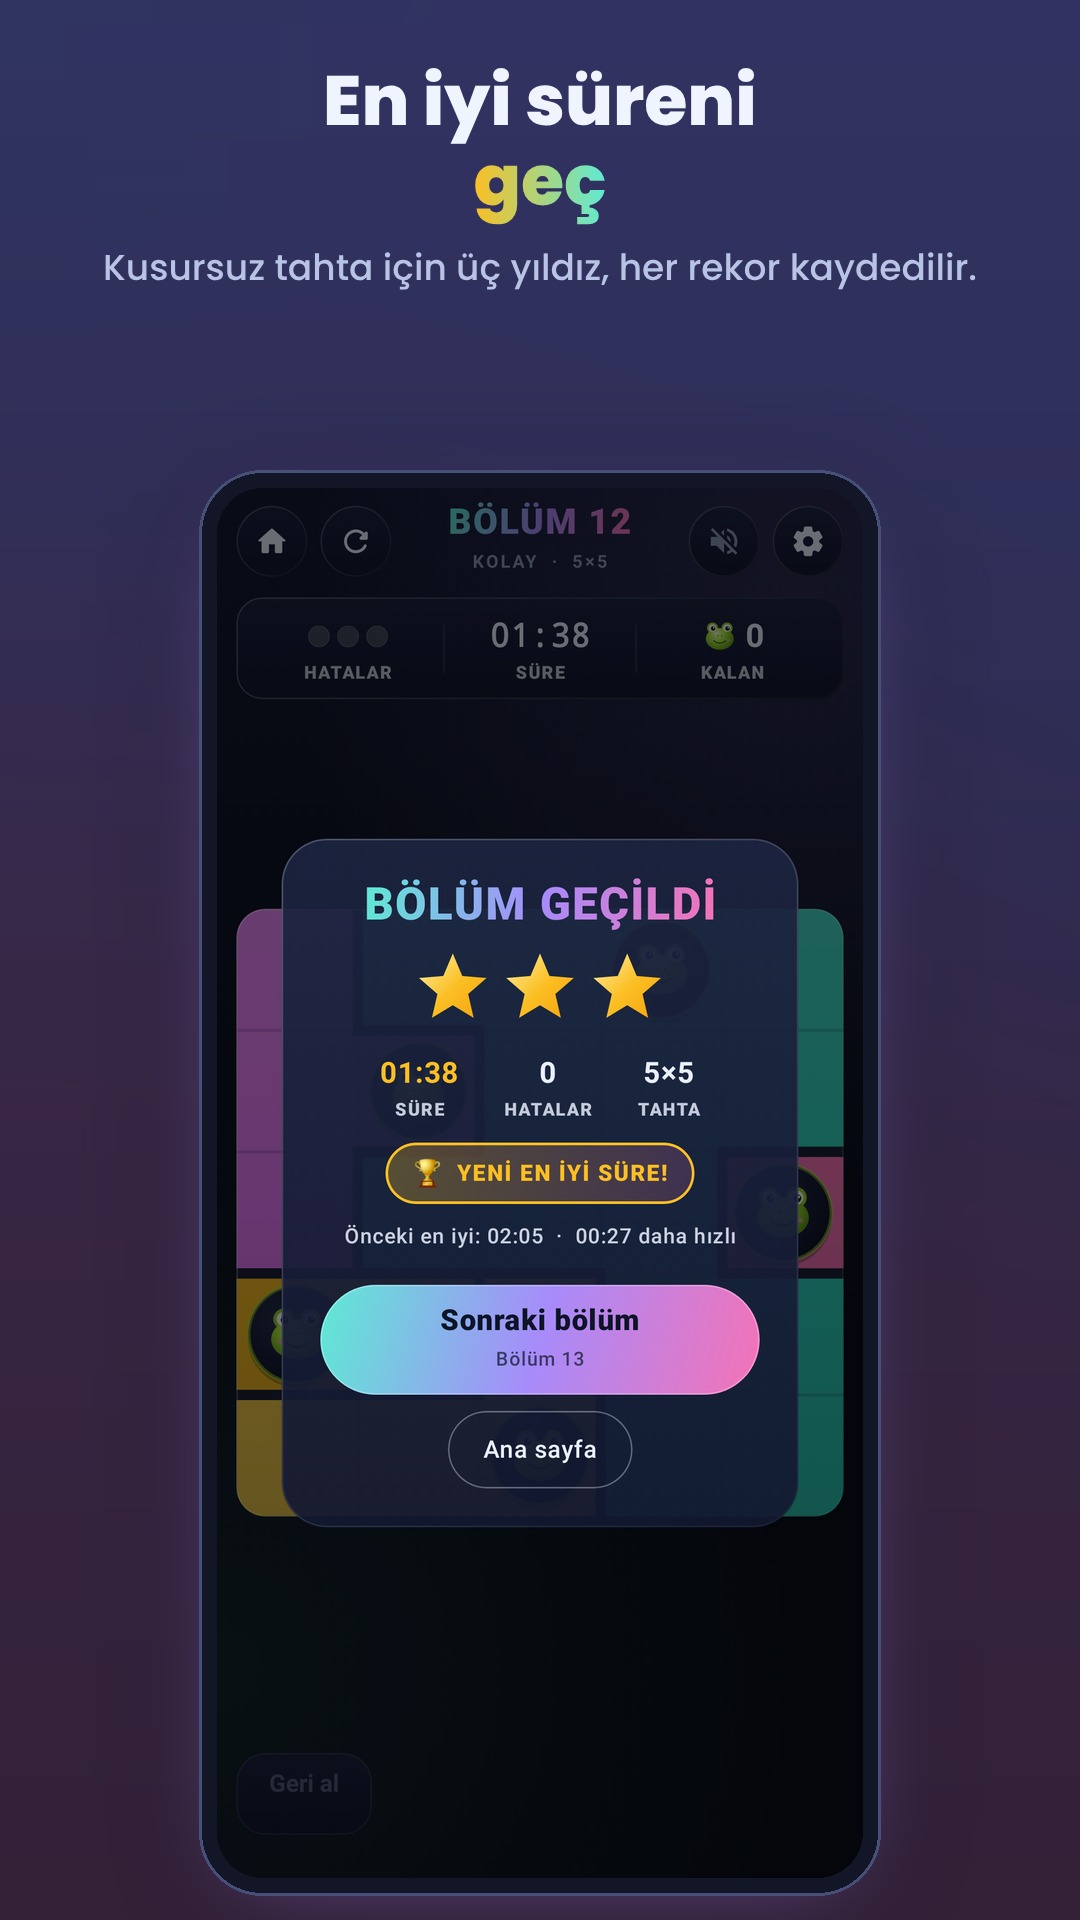 En iyi süreni
geç
Kusursuz tahta için üç yıldız, her rekor kaydedilir.
BÖLÜM 12
KOLAY · 5×5
01:38
0
HATALAR
SÜRE
KALAN
BÖLÜM GEÇİLDİ
01:38
0
5×5
SÜRE
HATALAR
TAHTA
YENİ EN İYİ SÜRE!
Önceki en iyi: 02:05 · 00:27 daha hızlı
Sonraki bölüm
Bölüm 13
Ana sayfa
Geri al